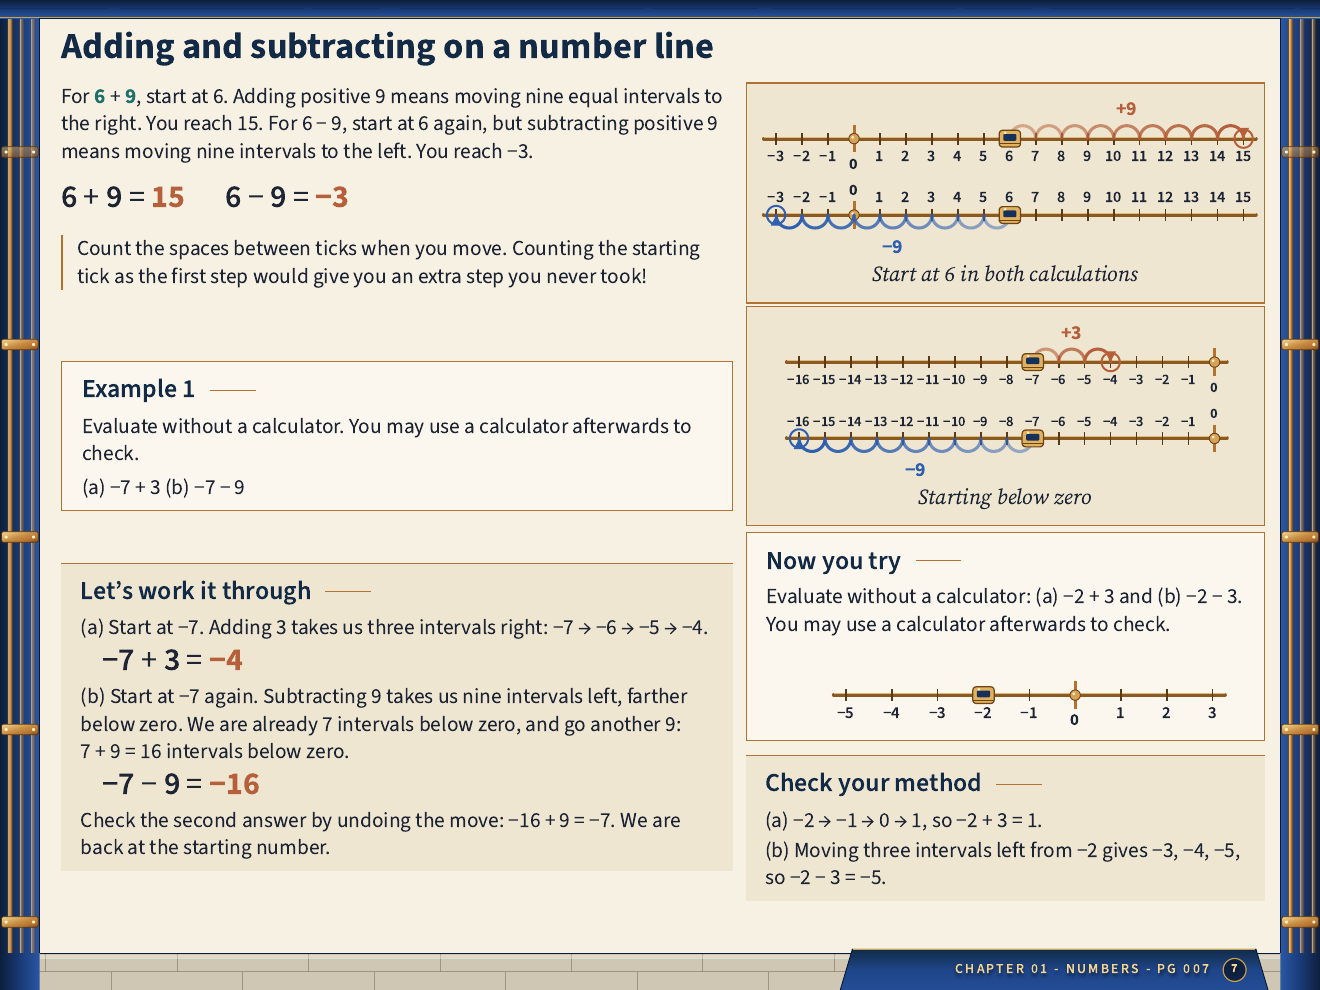 Adding and subtracting on a number line
For 6 + 9, start at 6. Adding positive 9 means moving nine equal intervals to
the right. You reach 15. For 6 − 9, start at 6 again, but subtracting positive 9
means moving nine intervals to the left. You reach −3.
6 + 9 = 15 6 − 9 = −3
Count the spaces between ticks when you move. Counting the starting
tick as the first step would give you an extra step you never took!
Example 1
Evaluate without a calculator. You may use a calculator afterwards to
check.
(a) −7 + 3 (b) −7 − 9
Let’s work it through
(a) Start at −7. Adding 3 takes us three intervals right: −7 → −6 → −5 → −4.
−7 + 3 = −4
(b) Start at −7 again. Subtracting 9 takes us nine intervals left, farther
below zero. We are already 7 intervals below zero, and go another 9:
7 + 9 = 16 intervals below zero.
−7 − 9 = −16
Check the second answer by undoing the move: −16 + 9 = −7. We are
back at the starting number.
+9
−3 −2 −1 0 1 2 3 4 5 6 7 8 9 10 11 12 13 14 15
−3 −2 −1 0 1 2 3 4 5 6 7 8 9 10 11 12 13 14 15
−9
Start at 6 in both calculations
+3
−16 −15 −14 −13 −12 −11 −10 −9 −8 −7 −6 −5 −4 −3 −2 −1 0
−16 −15 −14 −13 −12 −11 −10 −9 −8 −7 −6 −5 −4 −3 −2 −1 0
−9
Starting below zero
Now you try
Evaluate without a calculator: (a) −2 + 3 and (b) −2 − 3.
You may use a calculator afterwards to check.
−5 −4 −3 −2 −1 0 1 2 3
Check your method
(a) −2 → −1 → 0 → 1, so −2 + 3 = 1.
(b) Moving three intervals left from −2 gives −3, −4, −5,
so −2 − 3 = −5.
CHAPTER 01 - NUMBERS - PG 007 7